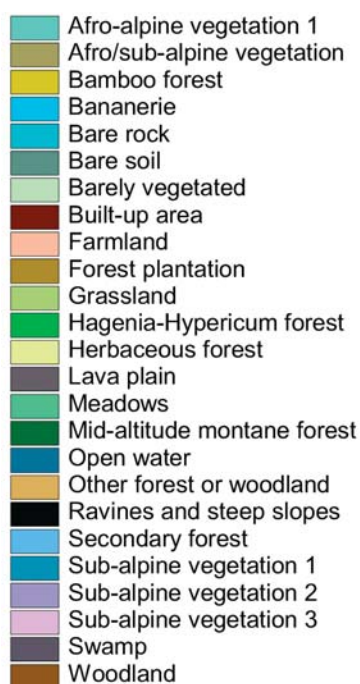 Afro-alpine vegetation 1
Afro/sub-alpine vegetation
Bamboo forest
Bananerie
Bare rock
Bare soil
Barely vegetated
Built-up area
Farmland
Forest plantation
Grassland
Hagenia-Hypericum forest
Herbaceous forest
Lava plain
Meadows
Mid-altitude montane forest
Open water
Other forest or woodland
Ravines and steep slopes
Secondary forest
Sub-alpine vegetation 1
Sub-alpine vegetation 2
Sub-alpine vegetation 3
Swamp
Woodland